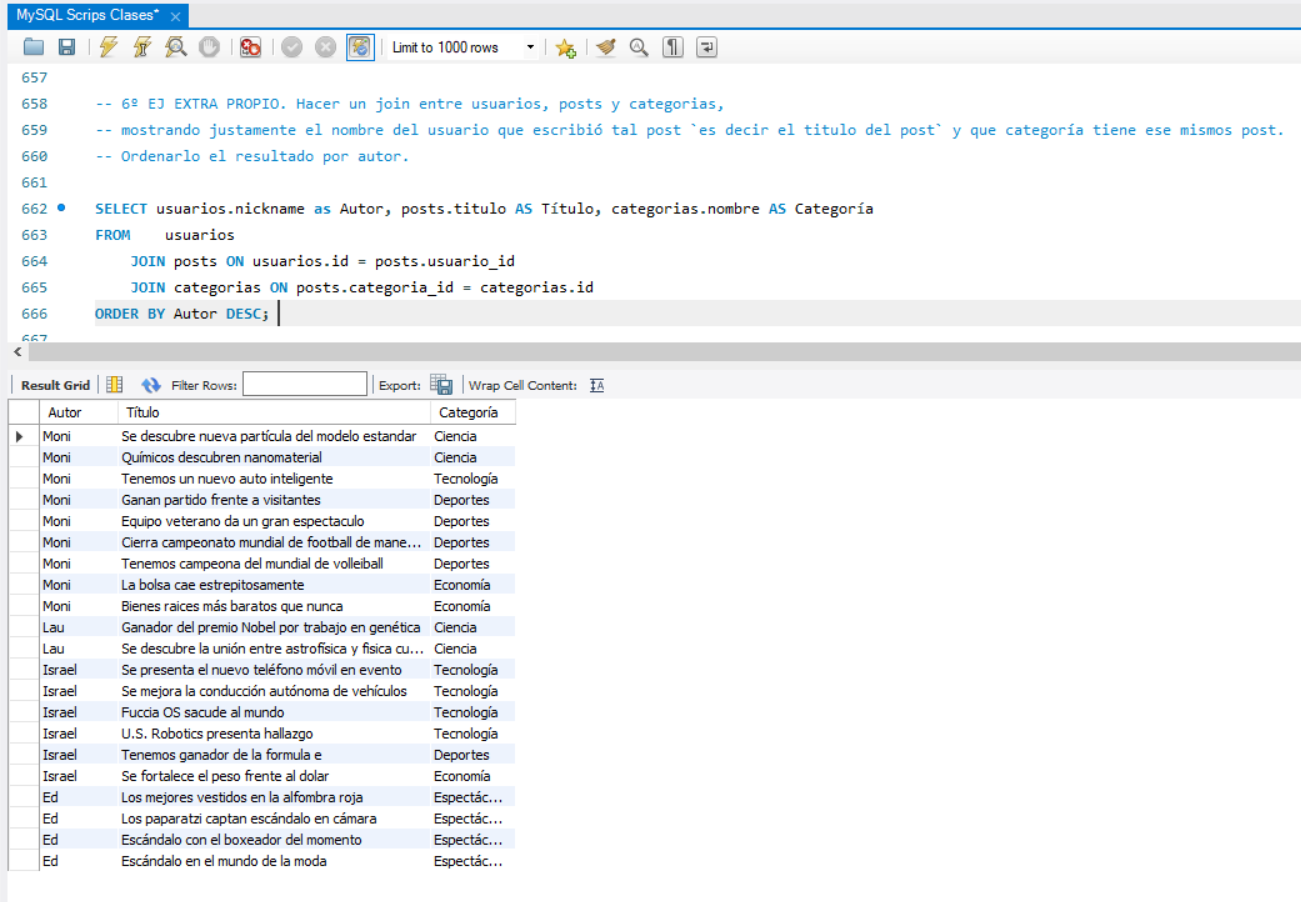 MySQL Scrips Clases*
Limit to 1000 rows
657
658 -- 6º EJ EXTRA PROPIO. Hacer un join entre usuarios, posts y categorias,
659 -- mostrando justamente el nombre del usuario que escribió tal post `es decir el titulo del post` y que categoría tiene ese mismos post.
660 -- Ordenarlo el resultado por autor.
661
662 SELECT usuarios.nickname as Autor, posts.titulo AS Título, categorias.nombre AS Categoría
663 FROM usuarios
664 JOIN posts ON usuarios.id = posts.usuario_id
665 JOIN categorias ON posts.categoria_id = categorias.id
666 ORDER BY Autor DESC;
667
Result Grid Filter Rows: Export: Wrap Cell Content:
Autor Título Categoría
Moni Se descubre nueva partícula del modelo estandar Ciencia
Moni Químicos descubren nanomaterial Ciencia
Moni Tenemos un nuevo auto inteligente Tecnología
Moni Ganan partido frente a visitantes Deportes
Moni Equipo veterano da un gran espectaculo Deportes
Moni Cierra campeonato mundial de football de mane... Deportes
Moni Tenemos campeona del mundial de volleiball Deportes
Moni La bolsa cae estrepitosamente Economía
Moni Bienes raices más baratos que nunca Economía
Lau Ganador del premio Nobel por trabajo en genética Ciencia
Lau Se descubre la unión entre astrofísica y fisica cu... Ciencia
Israel Se presenta el nuevo teléfono móvil en evento Tecnología
Israel Se mejora la conducción autónoma de vehículos Tecnología
Israel Fuccia OS sacude al mundo Tecnología
Israel U.S. Robotics presenta hallazgo Tecnología
Israel Tenemos ganador de la formula e Deportes
Israel Se fortalece el peso frente al dolar Economía
Ed Los mejores vestidos en la alfombra roja Espectác...
Ed Los paparatzi captan escándalo en cámara Espectác...
Ed Escándalo con el boxeador del momento Espectác...
Ed Escándalo en el mundo de la moda Espectác...